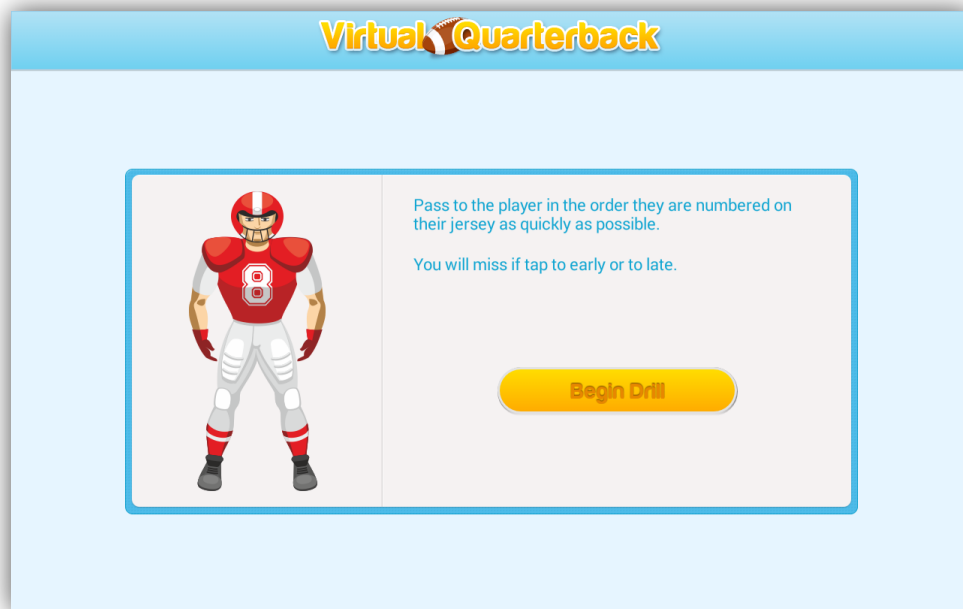 Virtual Quarterback
8
Pass to the player in the order they are numbered on
their jersey as quickly as possible.
You will miss if tap to early or to late.
Begin Drill